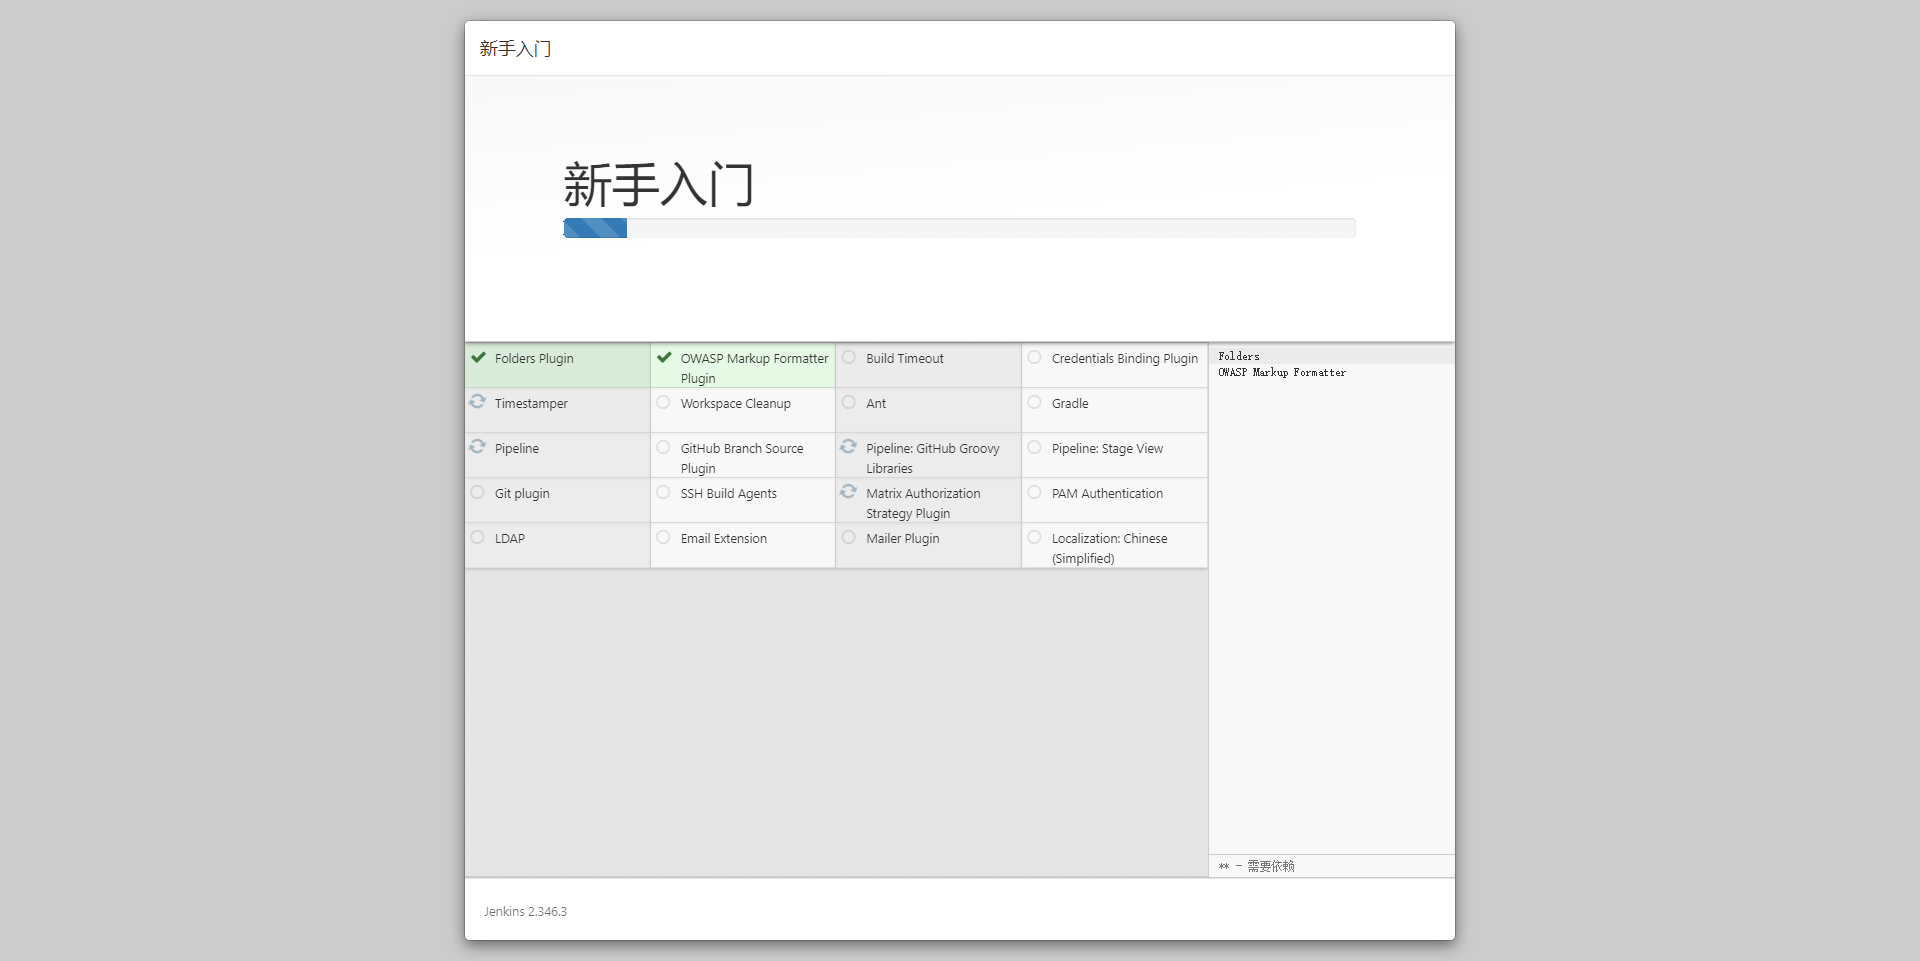 新手入门
新手入门
Folders Plugin
OWASP Markup Formatter
Plugin
Build Timeout
Credentials Binding Plugin
Timestamper
Workspace Cleanup
Ant
Gradle
Pipeline
GitHub Branch Source
Plugin
Pipeline: GitHub Groovy
Libraries
Pipeline: Stage View
Git plugin
SSH Build Agents
Matrix Authorization
Strategy Plugin
PAM Authentication
LDAP
Email Extension
Mailer Plugin
Localization: Chinese
(Simplified)
Folders
OWASP Markup Formatter
** - 需要依赖
Jenkins 2.346.3